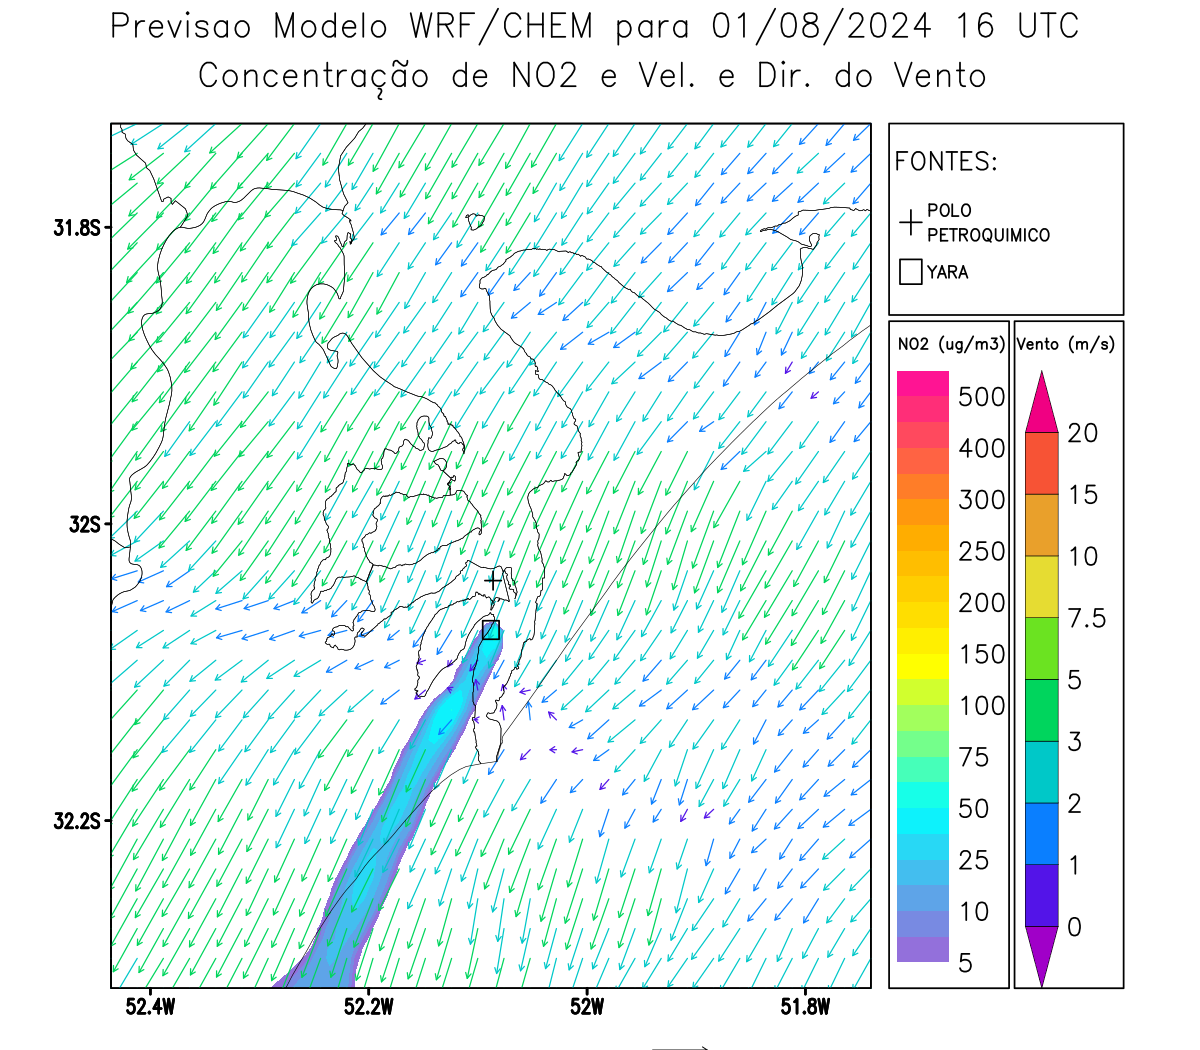 Previsao Modelo WRF/CHEM para 01/08/2024 16 UTC
Concentração de NO2 e Vel. e Dir. do Vento
FONTES:
POLO
PETROQUIMICO
YARA
NO2 (ug/m3)
500
400
300
250
200
150
100
75
50
25
10
5
Vento (m/s)
20
15
10
7.5
5
3
2
1
0
31.8S
32S
32.2S
52.4W
52.2W
52W
51.8W